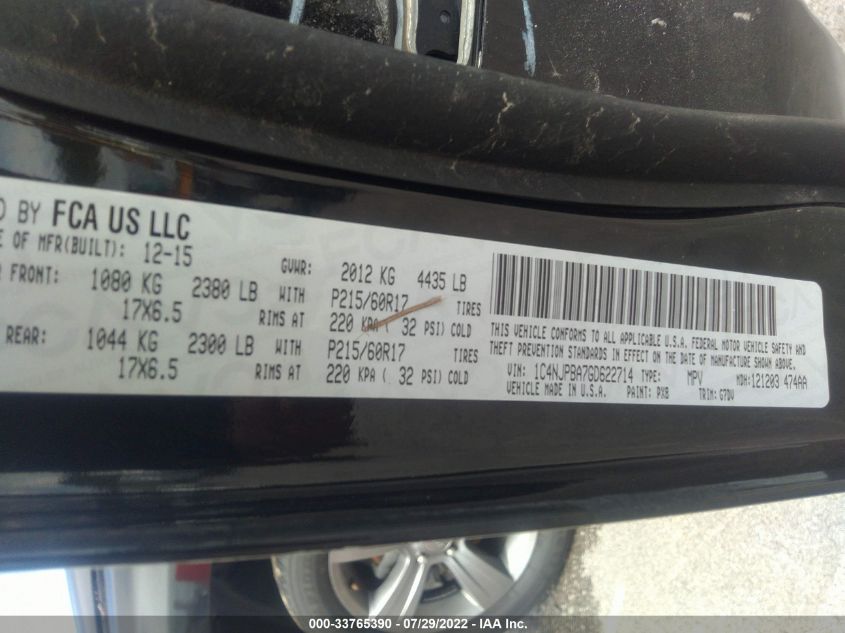 D BY FCA US LLC
E OF MFR(BUILT): 12-15 GVWR: 2012 KG 4435 LB
FRONT: 1080 KG 2380 LB WITH P215/60R17 TIRES
17X6.5 RIMS AT 220 KPA ( 32 PSI) COLD
REAR: 1044 KG 2300 LB WITH P215/60R17 TIRES
17X6.5 RIMS AT 220 KPA ( 32 PSI) COLD
THIS VEHICLE CONFORMS TO ALL APPLICABLE U.S.A. FEDERAL MOTOR VEHICLE SAFETY AND
THEFT PREVENTION STANDARDS IN EFFECT ON THE DATE OF MANUFACTURE SHOWN ABOVE.
VIN: 1C4NJPBA7GD622714 TYPE: MPV MDH:121203 474AA
VEHICLE MADE IN U.S.A. PAINT: PX8 TRIM: G7DV
000-33765390 / 07/29/2022 - IAA Inc.